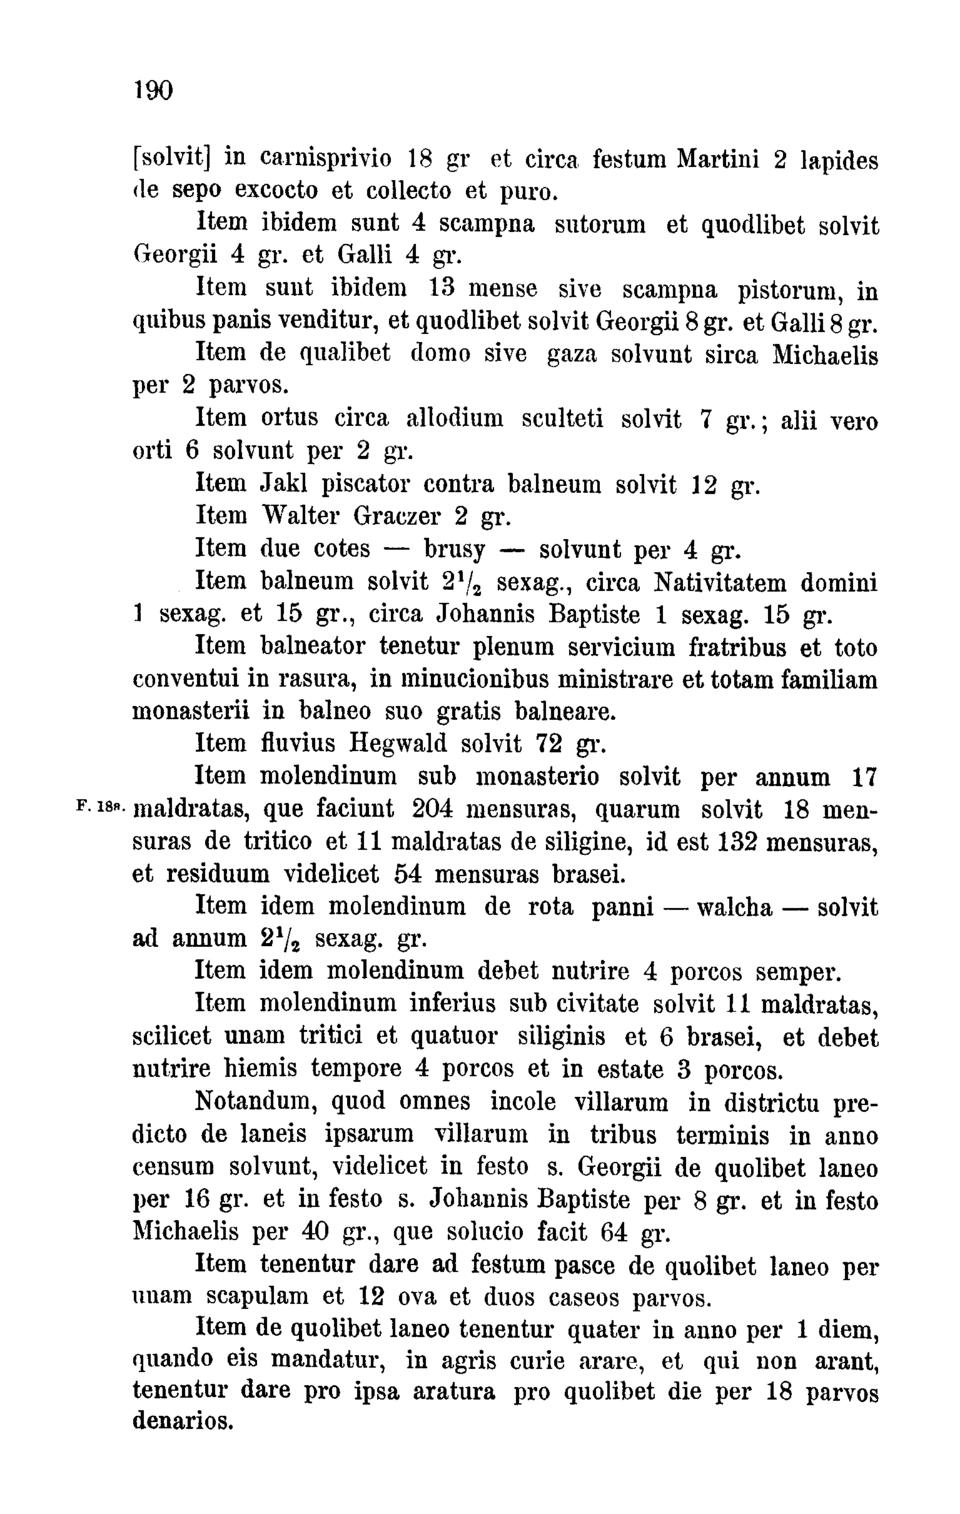 190
[solvit] in carnisprivio 18 gr et circa festum Martini 2 lapides
de sepo excocto et collecto et puro.
Item ibidem sunt 4 scampna sutorum et quodlibet solvit
Georgii 4 gr. et Galli 4 gr.
Item sunt ibidem 13 mense sive scampna pistorum, in
quibus panis venditur, et quodlibet solvit Georgii 8 gr. et Galli 8 gr.
Item de qualibet domo sive gaza solvunt sirca Michaelis
per 2 parvos.
Item ortus circa allodium sculteti solvit 7 gr.; alii vero
orti 6 solvunt per 2 gr.
Item Jakl piscator contra balneum solvit 12 gr.
Item Walter Graczer 2 gr.
Item due cotes — brusy — solvunt per 4 gr.
Item balneum solvit 2¹/₂ sexag., circa Nativitatem domini
1 sexag. et 15 gr., circa Johannis Baptiste 1 sexag. 15 gr.
Item balneator tenetur plenum servicium fratribus et toto
conventui in rasura, in minucionibus ministrare et totam familiam
monasterii in balneo suo gratis balneare.
Item fluvius Hegwald solvit 72 gr.
Item molendinum sub monasterio solvit per annum 17
F. 18ᵃ. maldratas, que faciunt 204 mensuras, quarum solvit 18 men-
suras de tritico et 11 maldratas de siligine, id est 132 mensuras,
et residuum videlicet 54 mensuras brasei.
Item idem molendinum de rota panni — walcha — solvit
ad annum 2¹/₂ sexag. gr.
Item idem molendinum debet nutrire 4 porcos semper.
Item molendinum inferius sub civitate solvit 11 maldratas,
scilicet unam tritici et quatuor siliginis et 6 brasei, et debet
nutrire hiemis tempore 4 porcos et in estate 3 porcos.
Notandum, quod omnes incole villarum in districtu pre-
dicto de laneis ipsarum villarum in tribus terminis in anno
censum solvunt, videlicet in festo s. Georgii de quolibet laneo
per 16 gr. et in festo s. Johannis Baptiste per 8 gr. et in festo
Michaelis per 40 gr., que solucio facit 64 gr.
Item tenentur dare ad festum pasce de quolibet laneo per
unam scapulam et 12 ova et duos caseos parvos.
Item de quolibet laneo tenentur quater in anno per 1 diem,
quando eis mandatur, in agris curie arare, et qui non arant,
tenentur dare pro ipsa aratura pro quolibet die per 18 parvos
denarios.